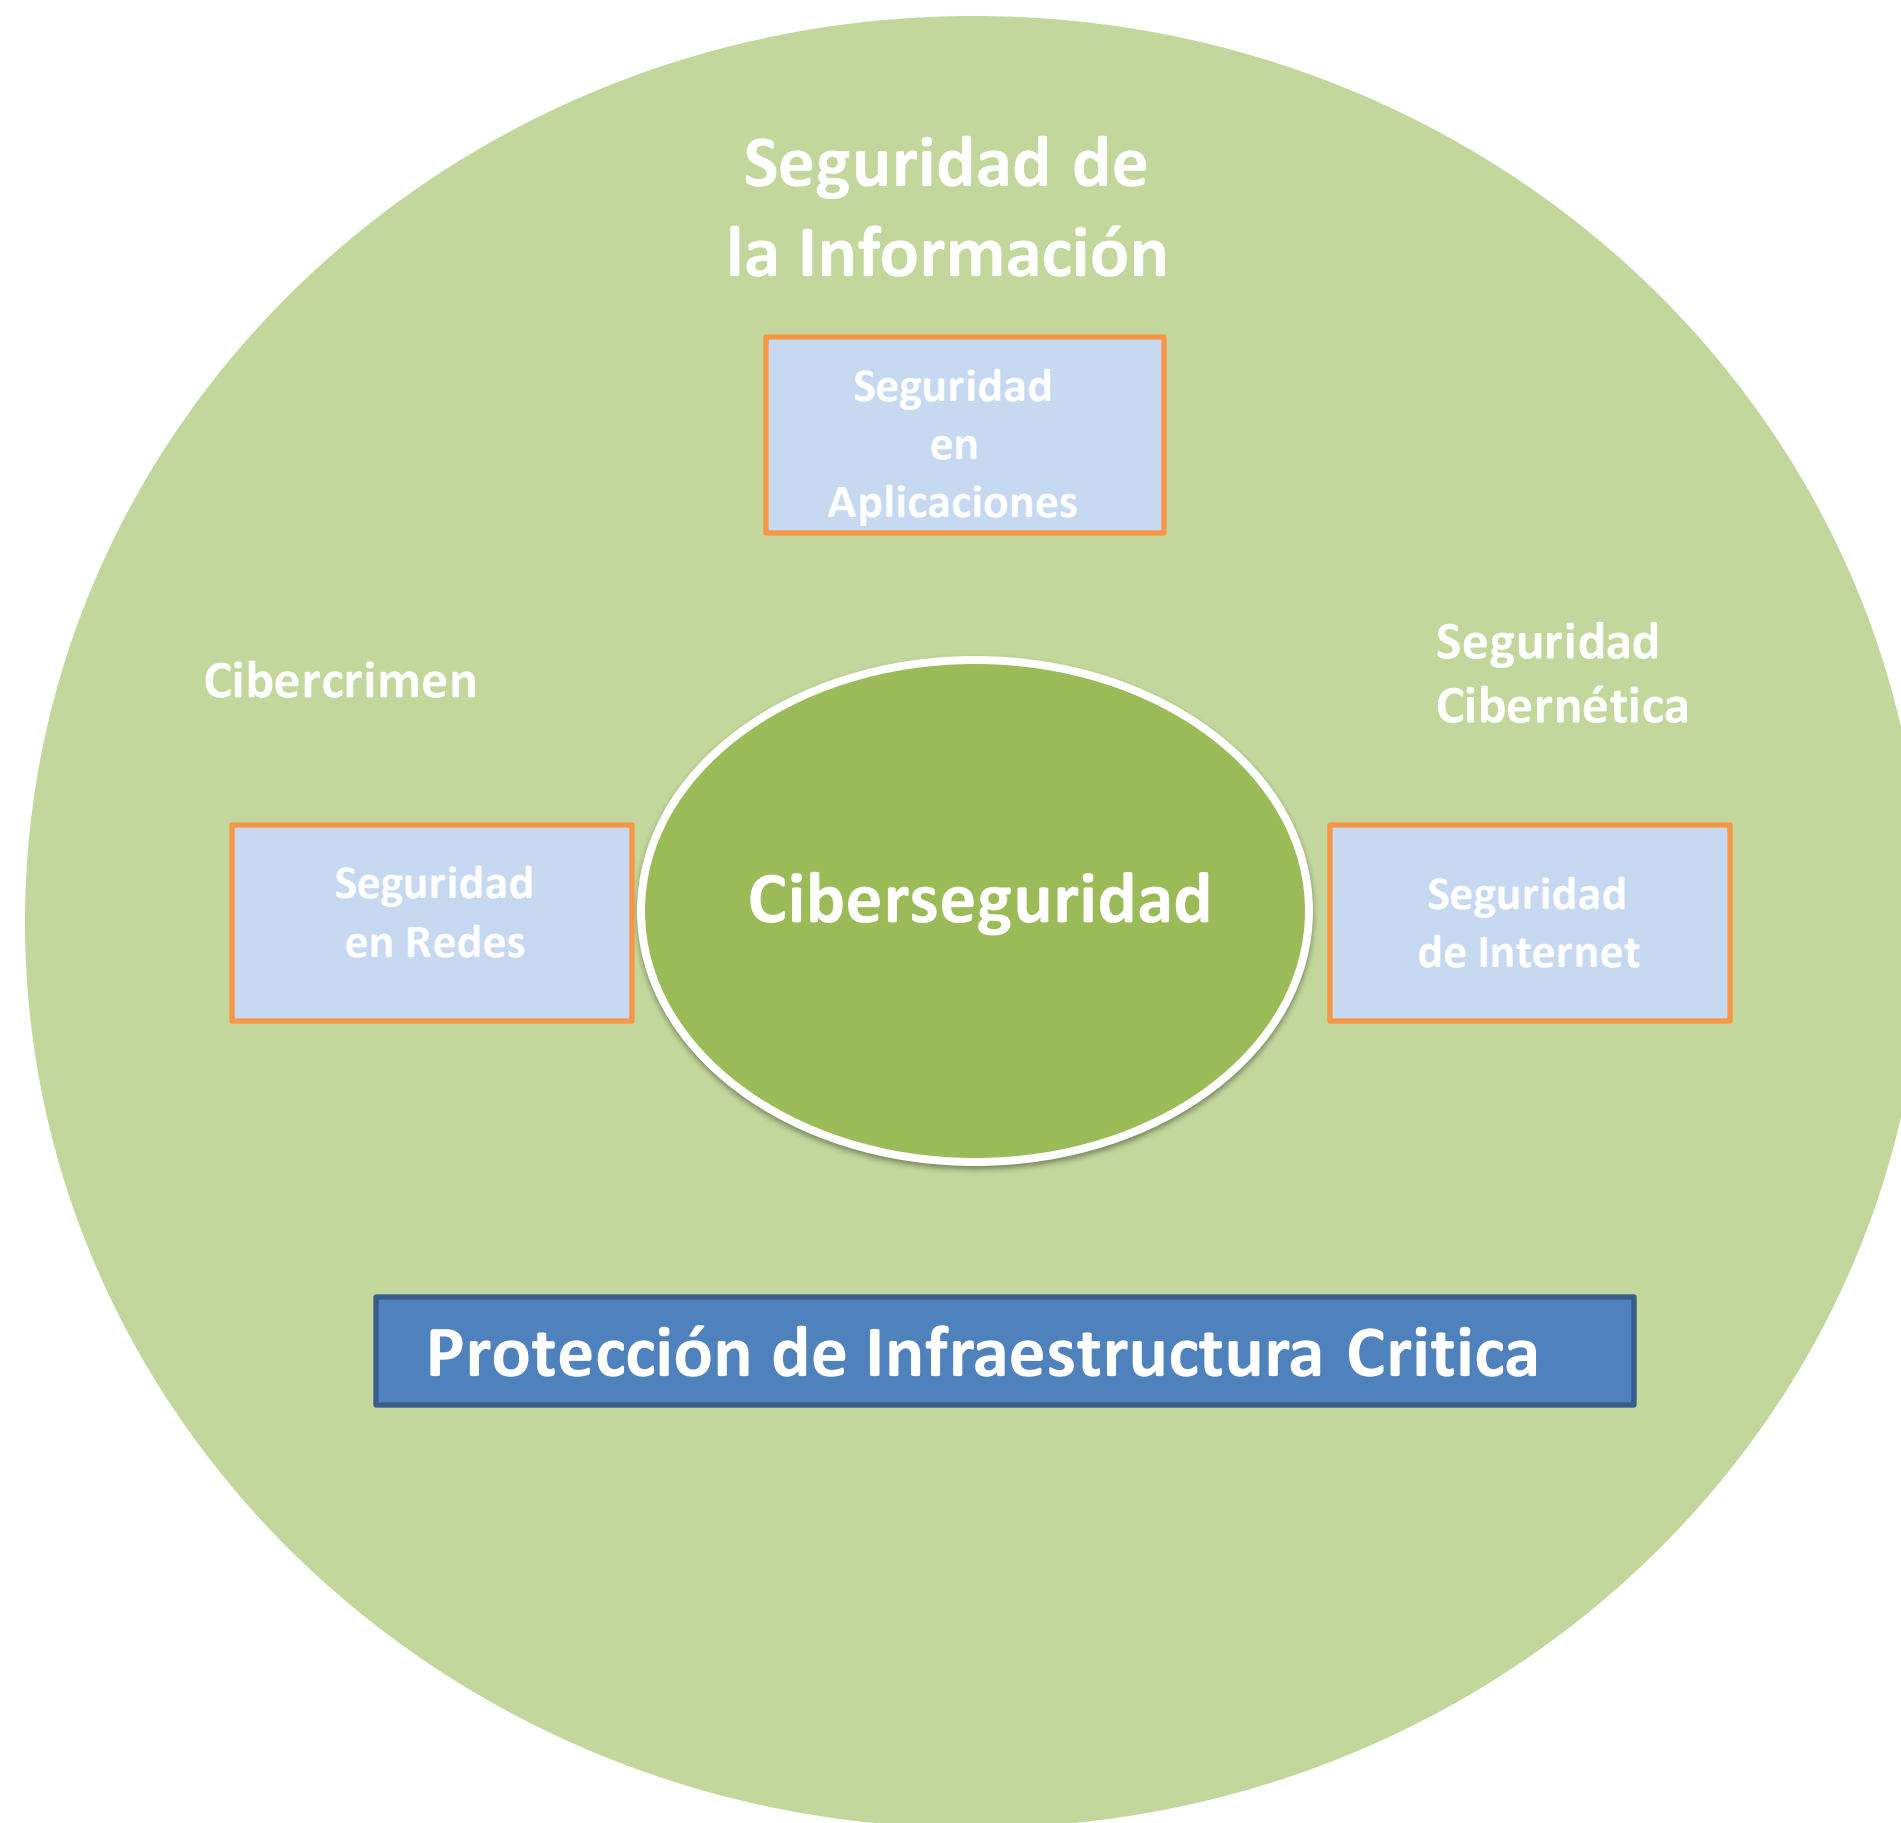 Seguridad de
la Información
Seguridad
en
Aplicaciones
Cibercrimen
Seguridad
Cibernética
Seguridad
en Redes
Ciberseguridad
Seguridad
de Internet
Protección de Infraestructura Critica